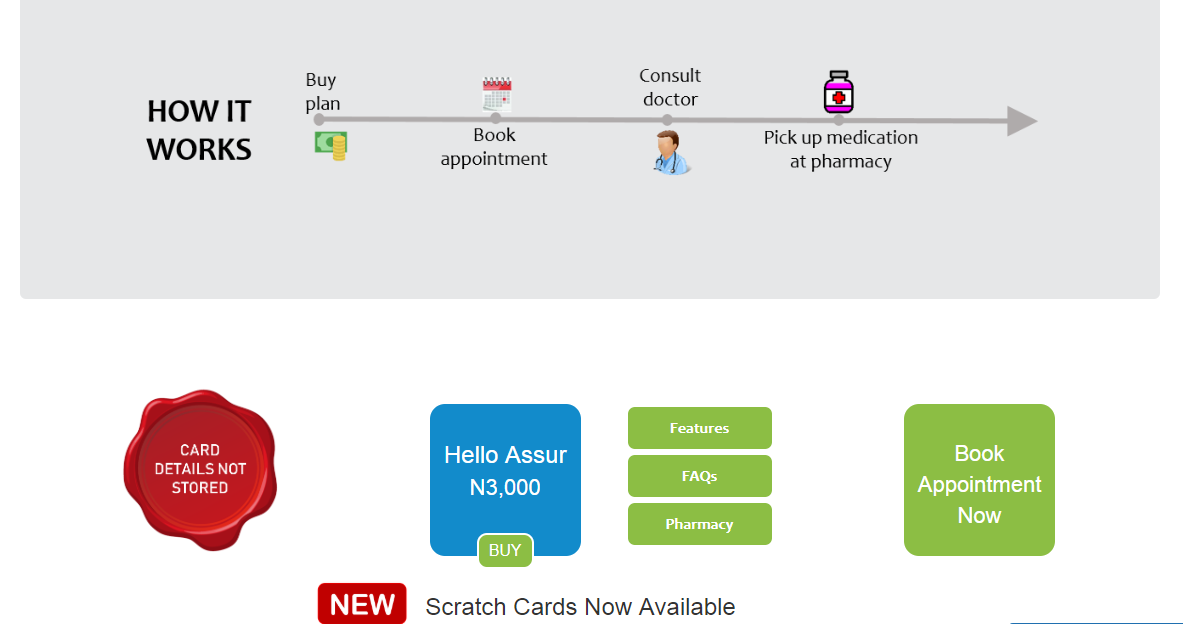 HOW IT
WORKS
Buy
plan
Book
appointment
Consult
doctor
Pick up medication
at pharmacy
CARD
DETAILS NOT
STORED
Hello Assur
N3,000
BUY
Features
FAQs
Pharmacy
Book
Appointment
Now
NEW Scratch Cards Now Available